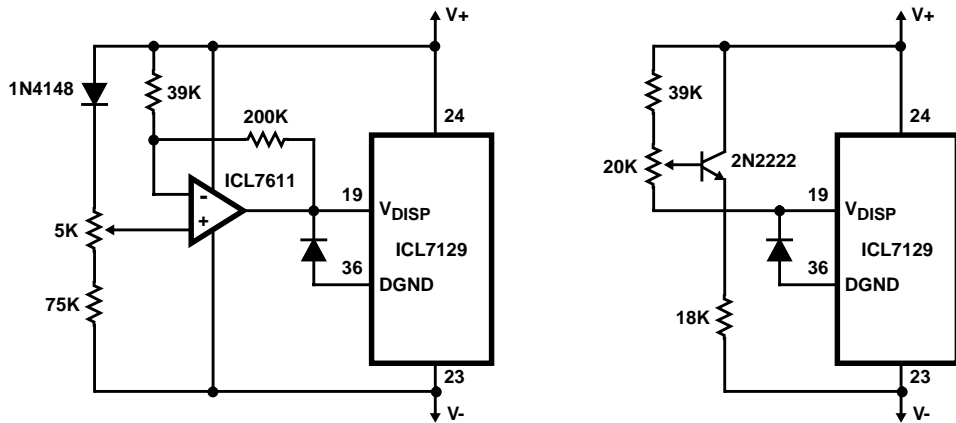 V+
1N4148
39K
200K
24
ICL7611
-
+
5K
75K
19
VDISP
ICL7129
36
DGND
23
V-
V+
39K
24
20K
2N2222
19
VDISP
ICL7129
36
DGND
18K
23
V-